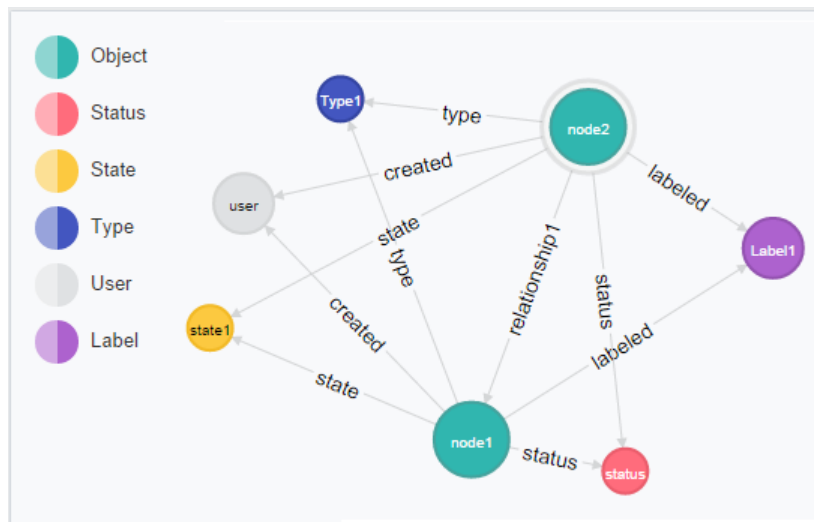 Object
Status
State
Type
User
Label
Type1
node2
type
created
labeled
user
state
Label1
type
relationship1
status
state1
created
labeled
state
node1
status
status